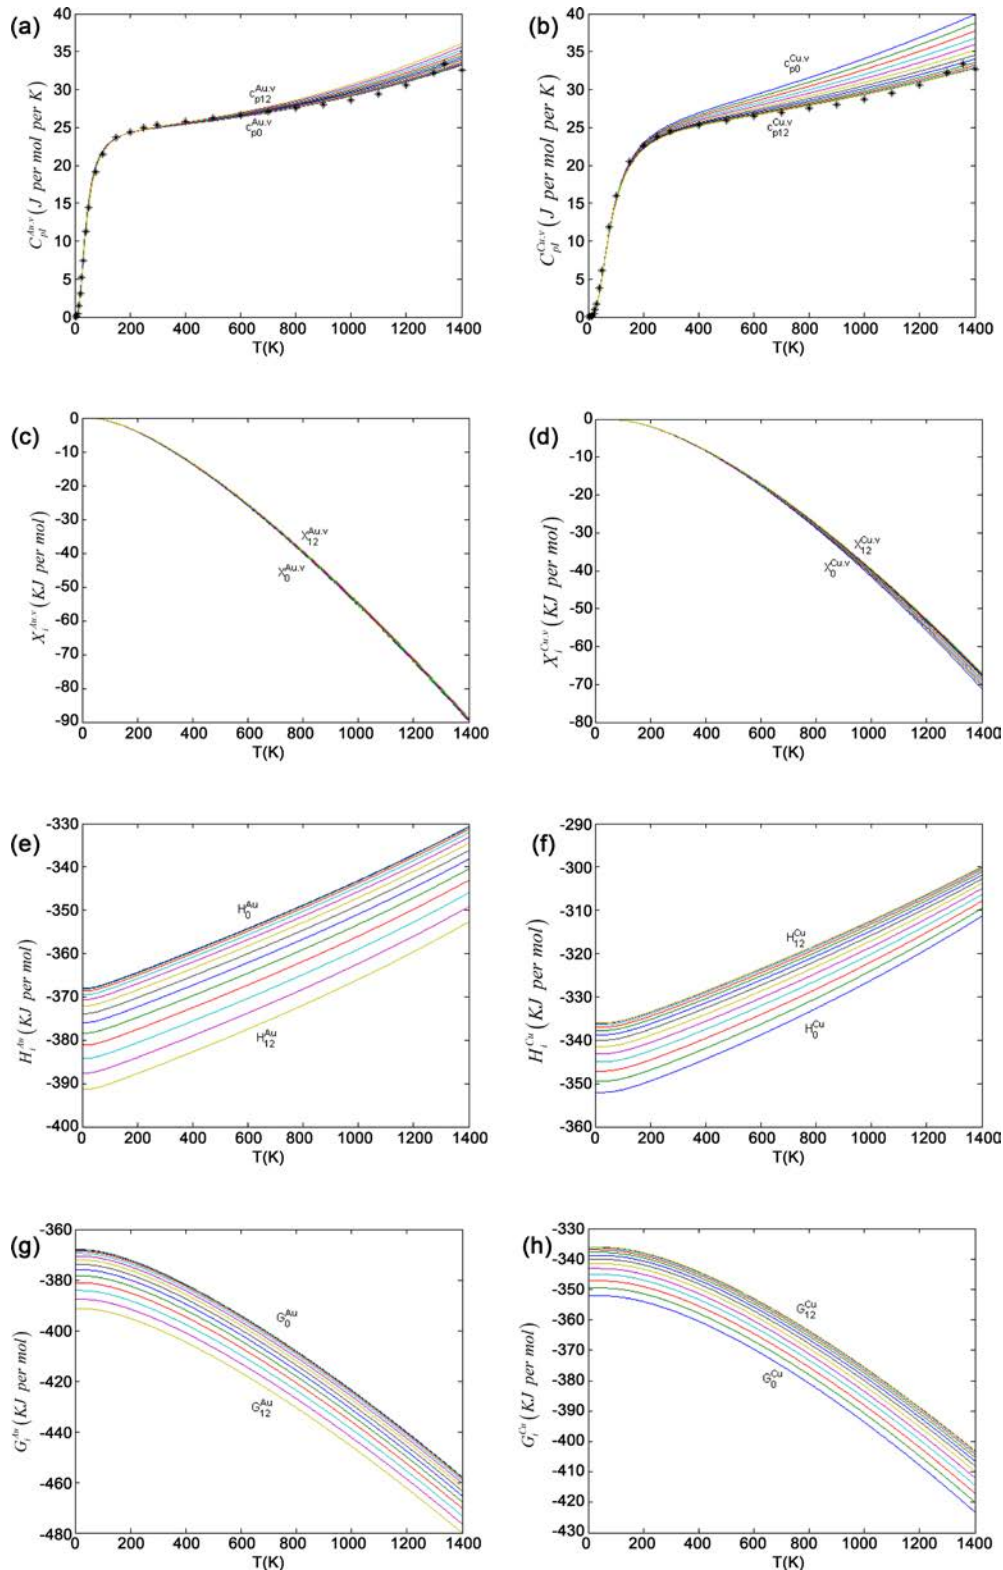 (a)
C_pl^Au.v (J per mol per K)
40
35
30
25
20
15
10
5
0
c_p12^Au.v
c_p0^Au.v
0 200 400 600 800 1000 1200 1400
T(K)
(b)
C_pl^Cu.v (J per mol per K)
40
35
30
25
20
15
10
5
0
c_p0^Cu.v
c_p12^Cu.v
0 200 400 600 800 1000 1200 1400
T(K)
(c)
X_i^Au.v (KJ per mol)
0
-10
-20
-30
-40
-50
-60
-70
-80
-90
X_12^Au.v
X_0^Au.v
0 200 400 600 800 1000 1200 1400
T(K)
(d)
X_i^Cu.v (KJ per mol)
0
-10
-20
-30
-40
-50
-60
-70
-80
X_12^Cu.v
X_0^Cu.v
0 200 400 600 800 1000 1200 1400
T(K)
(e)
H_i^Au (KJ per mol)
-330
-340
-350
-360
-370
-380
-390
-400
H_0^Au
H_12^Au
0 200 400 600 800 1000 1200 1400
T(K)
(f)
H_i^Cu (KJ per mol)
-290
-300
-310
-320
-330
-340
-350
-360
H_12^Cu
H_0^Cu
0 200 400 600 800 1000 1200 1400
T(K)
(g)
G_i^Au (KJ per mol)
-360
-380
-400
-420
-440
-460
-480
G_0^Au
G_12^Au
0 200 400 600 800 1000 1200 1400
T(K)
(h)
G_i^Cu (KJ per mol)
-330
-340
-350
-360
-370
-380
-390
-400
-410
-420
-430
G_12^Cu
G_0^Cu
0 200 400 600 800 1000 1200 1400
T(K)